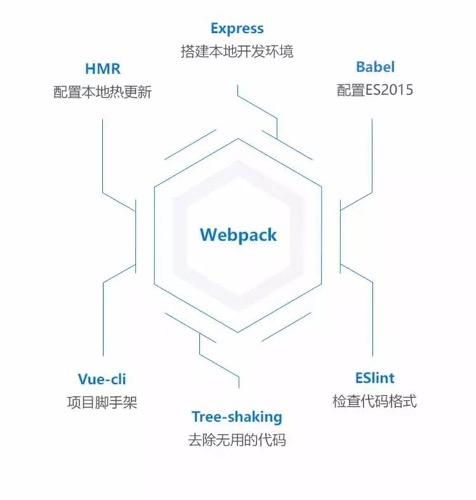 Express
搭建本地开发环境
HMR
配置本地热更新
Babel
配置ES2015
Webpack
Vue-cli
项目脚手架
Tree-shaking
去除无用的代码
ESlint
检查代码格式